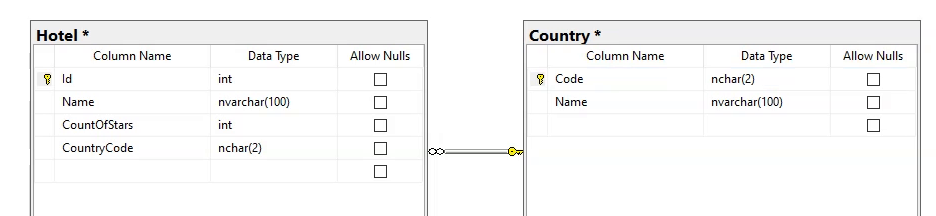 Hotel *
Column Name Data Type Allow Nulls
Id int
Name nvarchar(100)
CountOfStars int
CountryCode nchar(2)
Country *
Column Name Data Type Allow Nulls
Code nchar(2)
Name nvarchar(100)